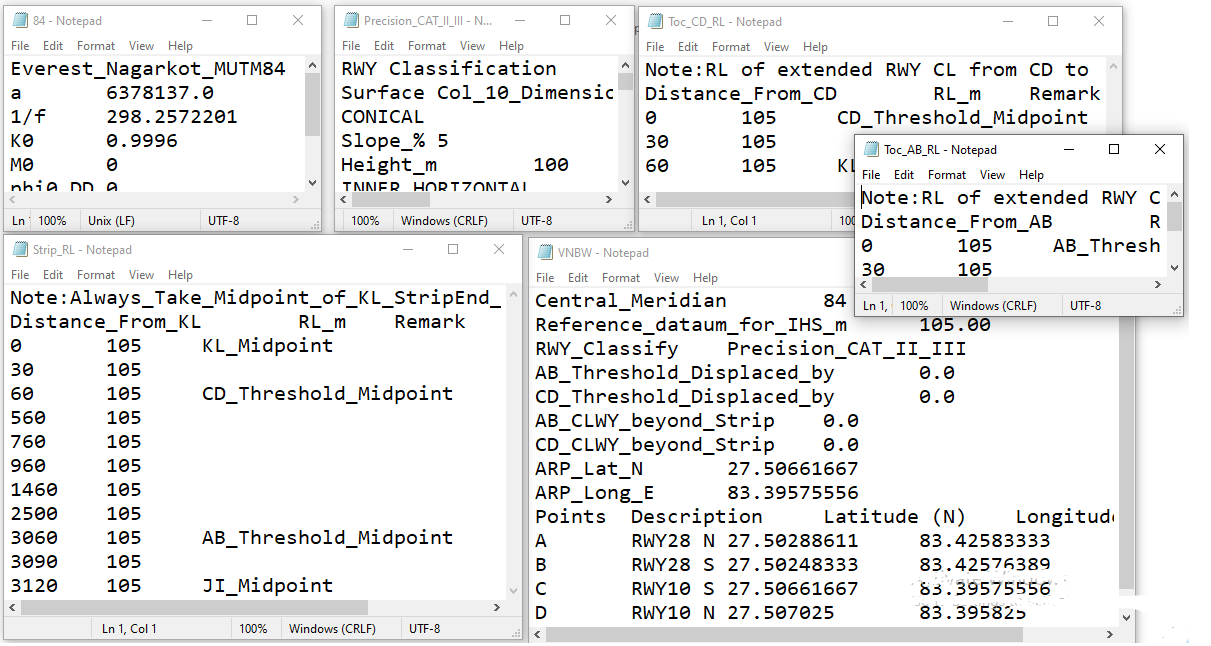 84 - Notepad
File Edit Format View Help
Everest_Nagarkot_MUTM84
a 6378137.0
1/f 298.2572201
K0 0.9996
M0 0
phi0_DD 0
Ln 100% Unix (LF) UTF-8
Precision_CAT_II_III - N...
File Edit Format View Help
RWY Classification
Surface Col_10_Dimensic
CONICAL
Slope_% 5
Height_m 100
INNER HORIZONTAL
100% Windows (CRLF) UTF-8
Toc_CD_RL - Notepad
File Edit Format View Help
Note:RL of extended RWY CL from CD to
Distance_From_CD RL_m Remark
0 105 CD_Threshold_Midpoint
30 105
60 105 KL
Ln 1, Col 1 100
Toc_AB_RL - Notepad
File Edit Format View Help
Note:RL of extended RWY C
Distance_From_AB R
0 105 AB_Thresh
30 105
Ln 1, 100% Windows (CRLF) UTF-8
Strip_RL - Notepad
File Edit Format View Help
Note:Always_Take_Midpoint_of_KL_StripEnd_
Distance_From_KL RL_m Remark
0 105 KL_Midpoint
30 105
60 105 CD_Threshold_Midpoint
560 105
760 105
960 105
1460 105
2500 105
3060 105 AB_Threshold_Midpoint
3090 105
3120 105 JI_Midpoint
Ln 1, Col 1 100% Windows (CRLF) UTF-8
VNBW - Notepad
File Edit Format View Help
Central_Meridian 84
Reference_dataum_for_IHS_m 105.00
RWY_Classify Precision_CAT_II_III
AB_Threshold_Displaced_by 0.0
CD_Threshold_Displaced_by 0.0
AB_CLWY_beyond_Strip 0.0
CD_CLWY_beyond_Strip 0.0
ARP_Lat_N 27.50661667
ARP_Long_E 83.39575556
Points Description Latitude (N) Longitude
A RWY28 N 27.50288611 83.42583333
B RWY28 S 27.50248333 83.42576389
C RWY10 S 27.50661667 83.39575556
D RWY10 N 27.507025 83.395825